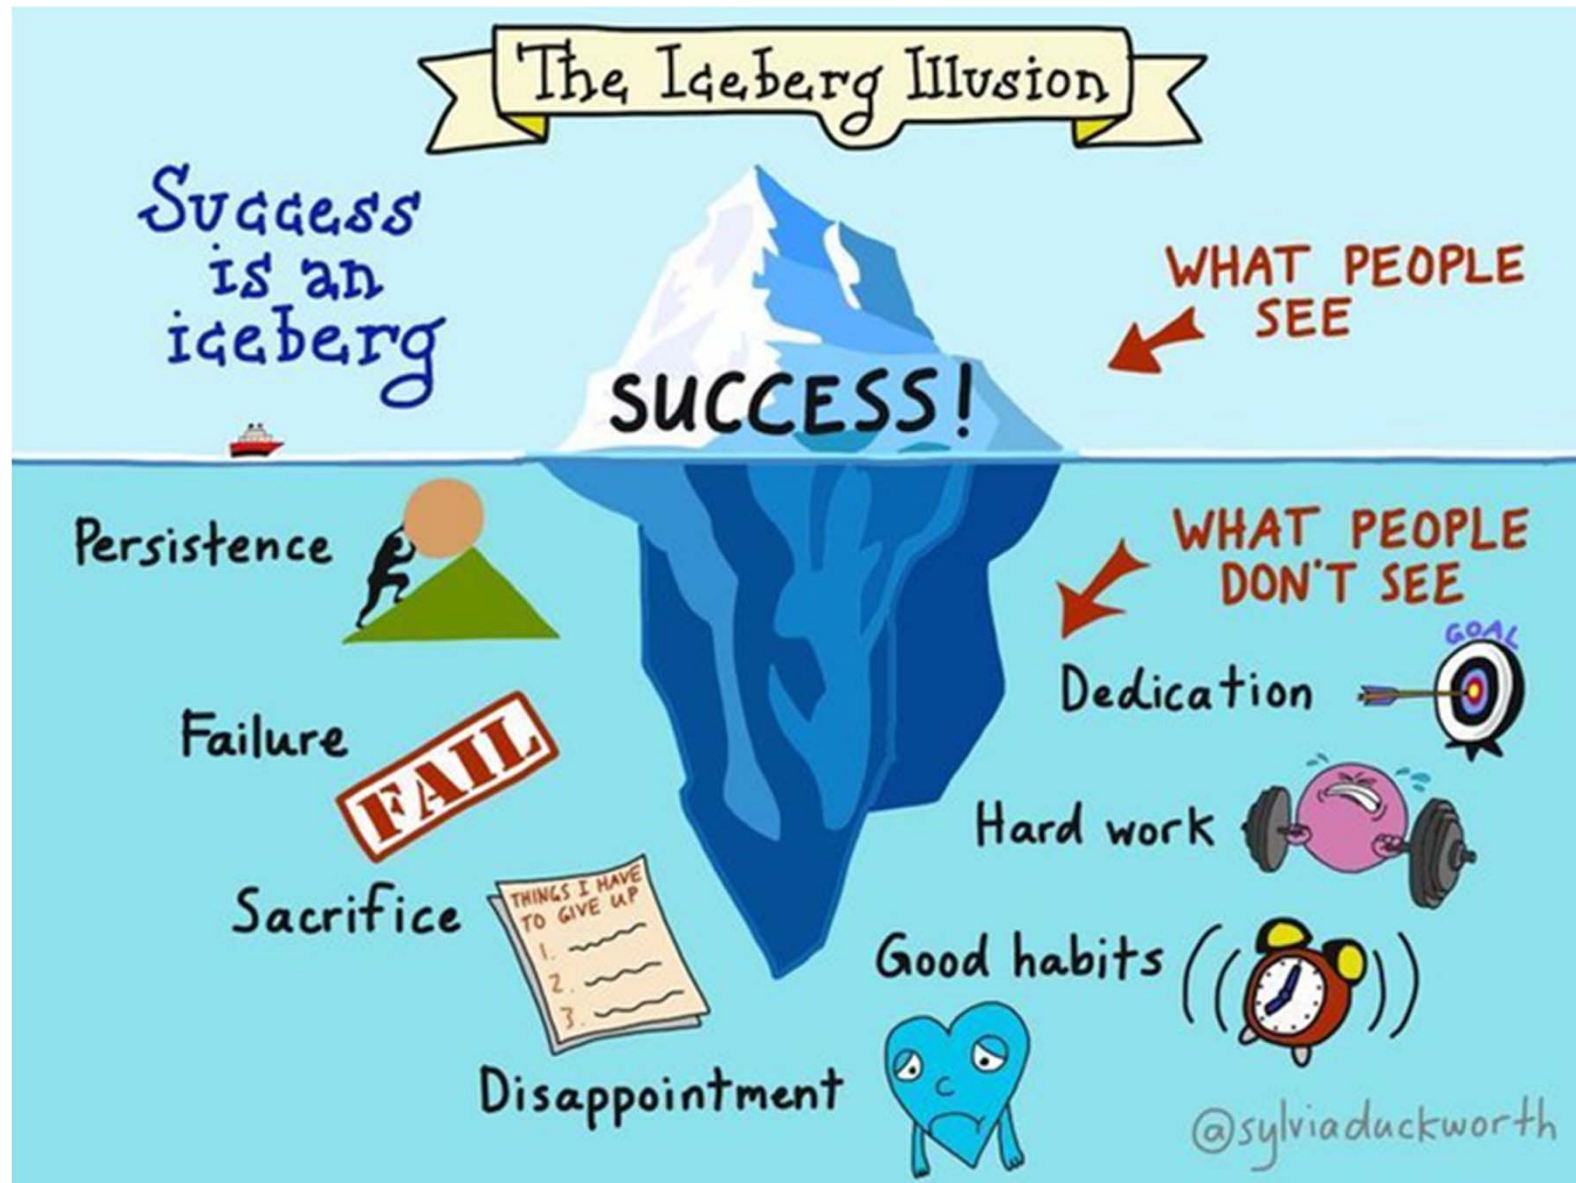 The Iceberg Illusion
Success
is an
iceberg
WHAT PEOPLE
SEE
SUCCESS!
Persistence
WHAT PEOPLE
DON'T SEE
GOAL
Dedication
Failure
FAIL
Hard work
Sacrifice
THINGS I HAVE
TO GIVE UP
1.
2.
3.
Good habits
Disappointment
@sylviaduckworth